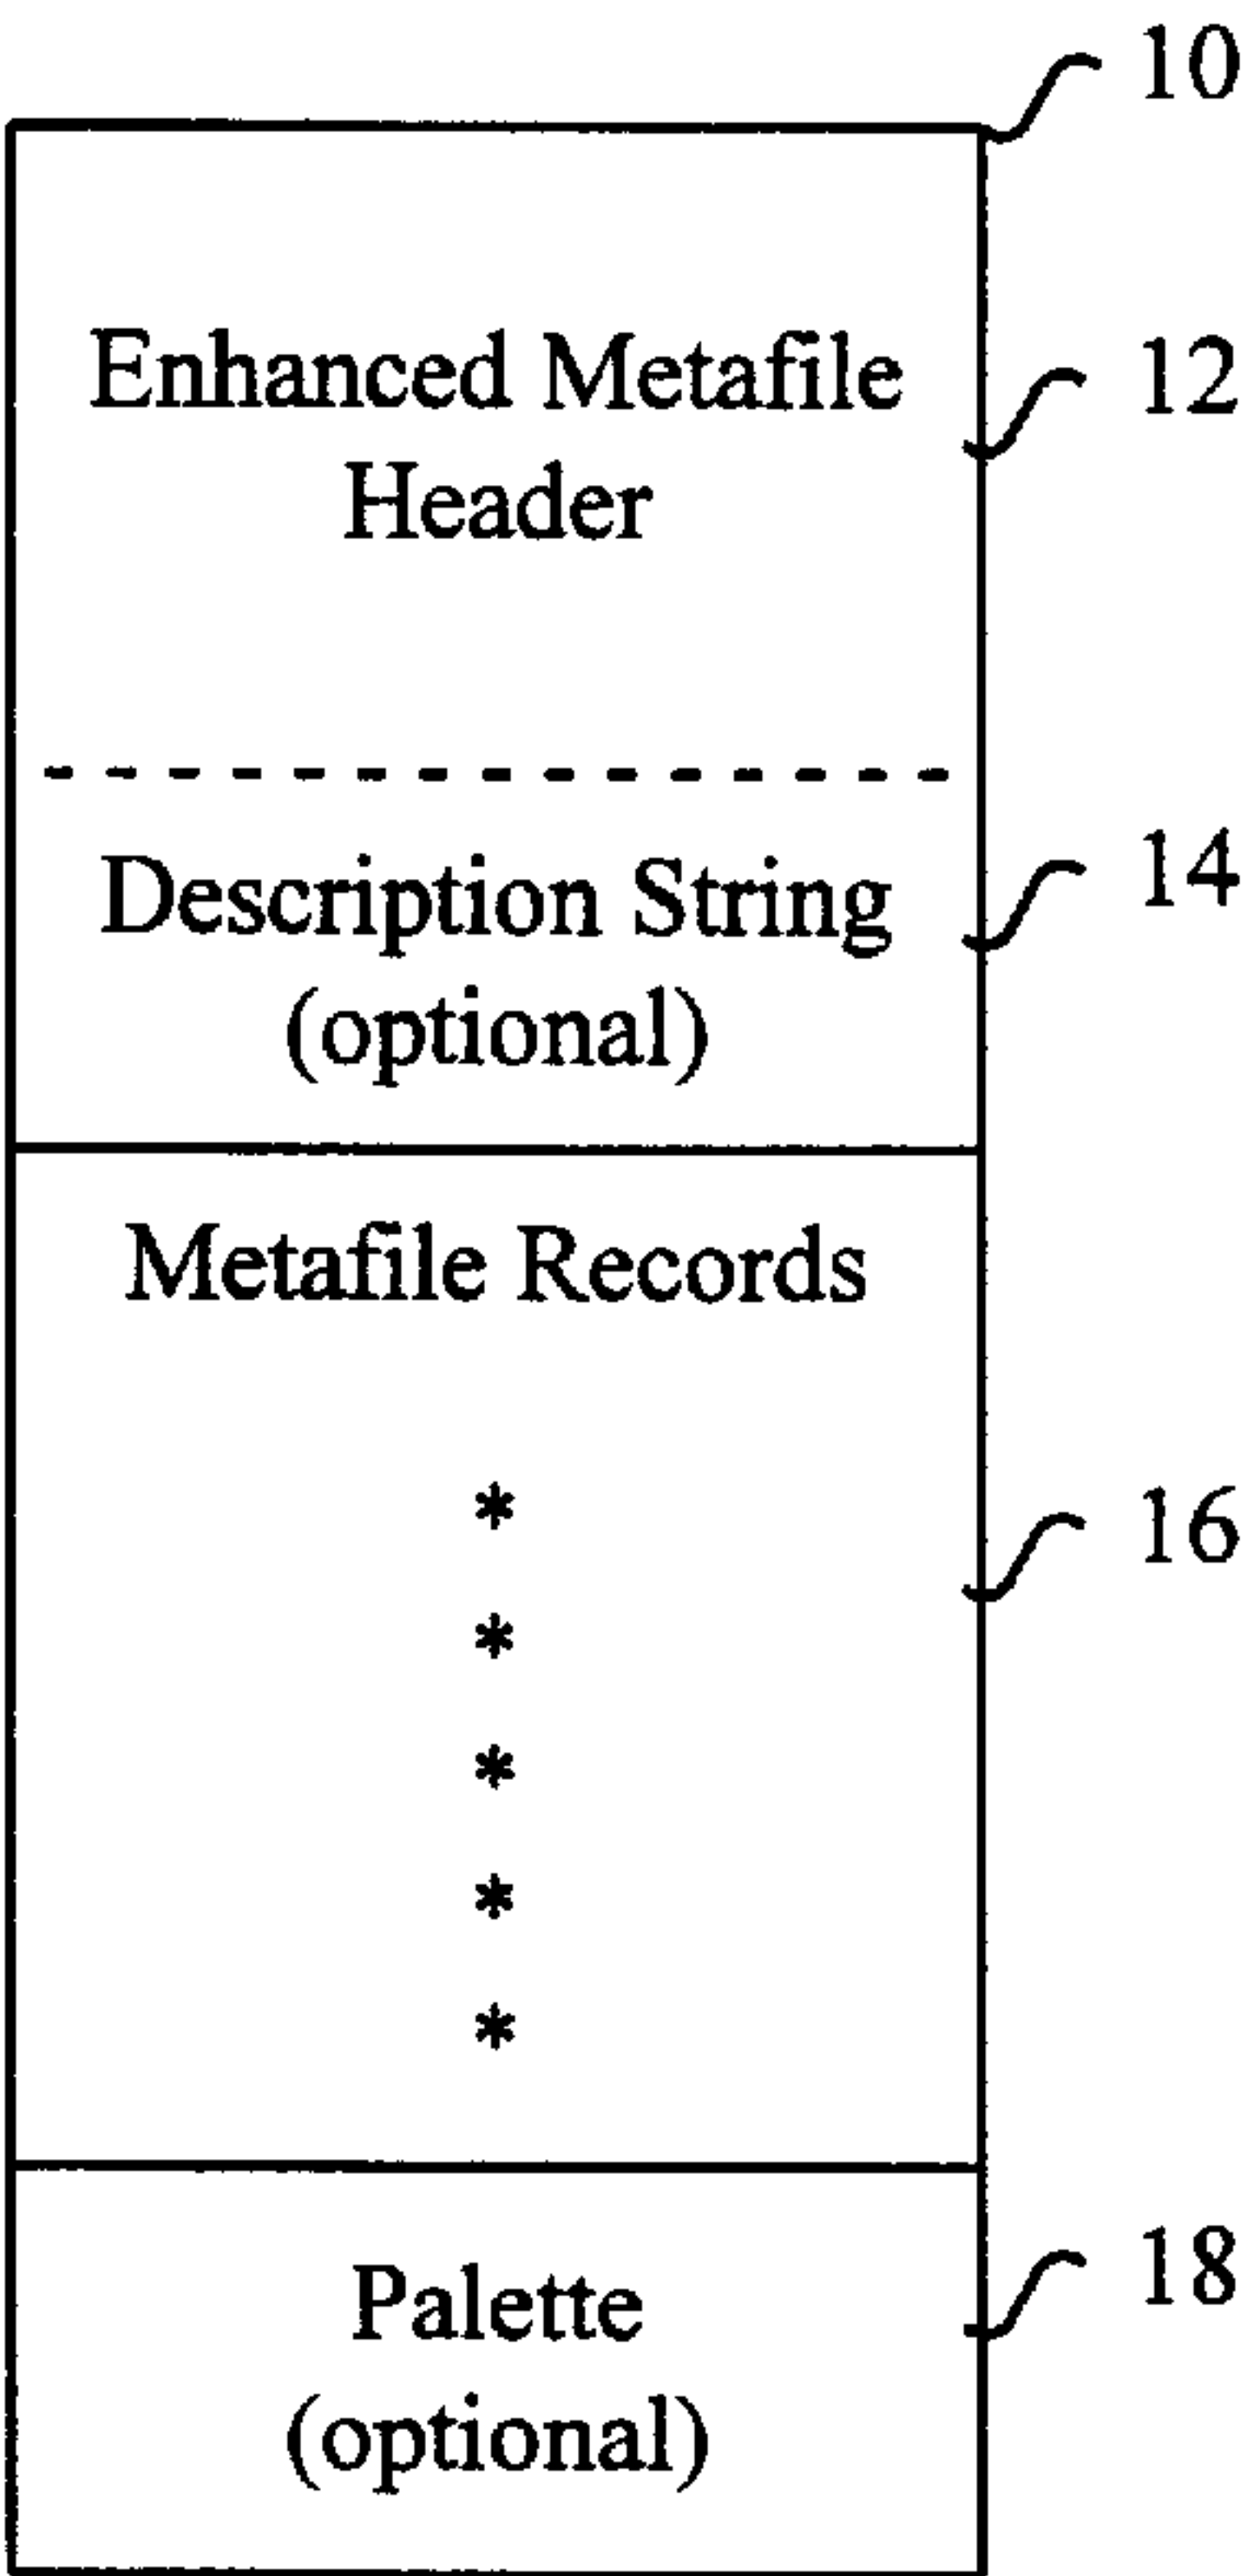 10
Enhanced Metafile
Header
12
Description String
(optional)
14
Metafile Records
*
*
*
*
*
16
Palette
(optional)
18